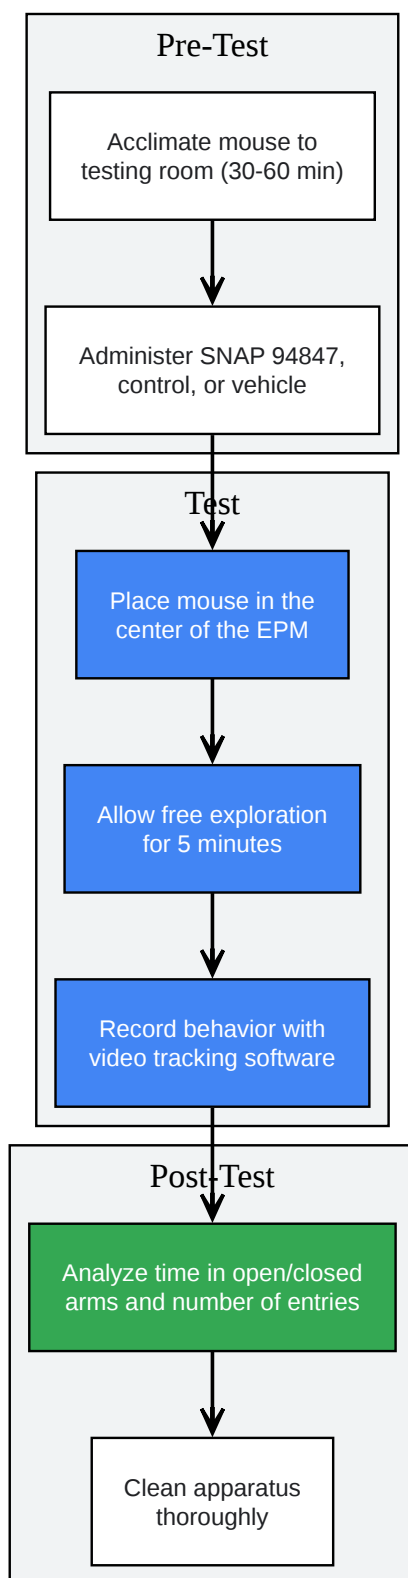 Pre-Test
Acclimate mouse to
testing room (30-60 min)
Administer SNAP 94847,
control, or vehicle
Test
Place mouse in the
center of the EPM
Allow free exploration
for 5 minutes
Record behavior with
video tracking software
Post-Test
Analyze time in open/closed
arms and number of entries
Clean apparatus
thoroughly